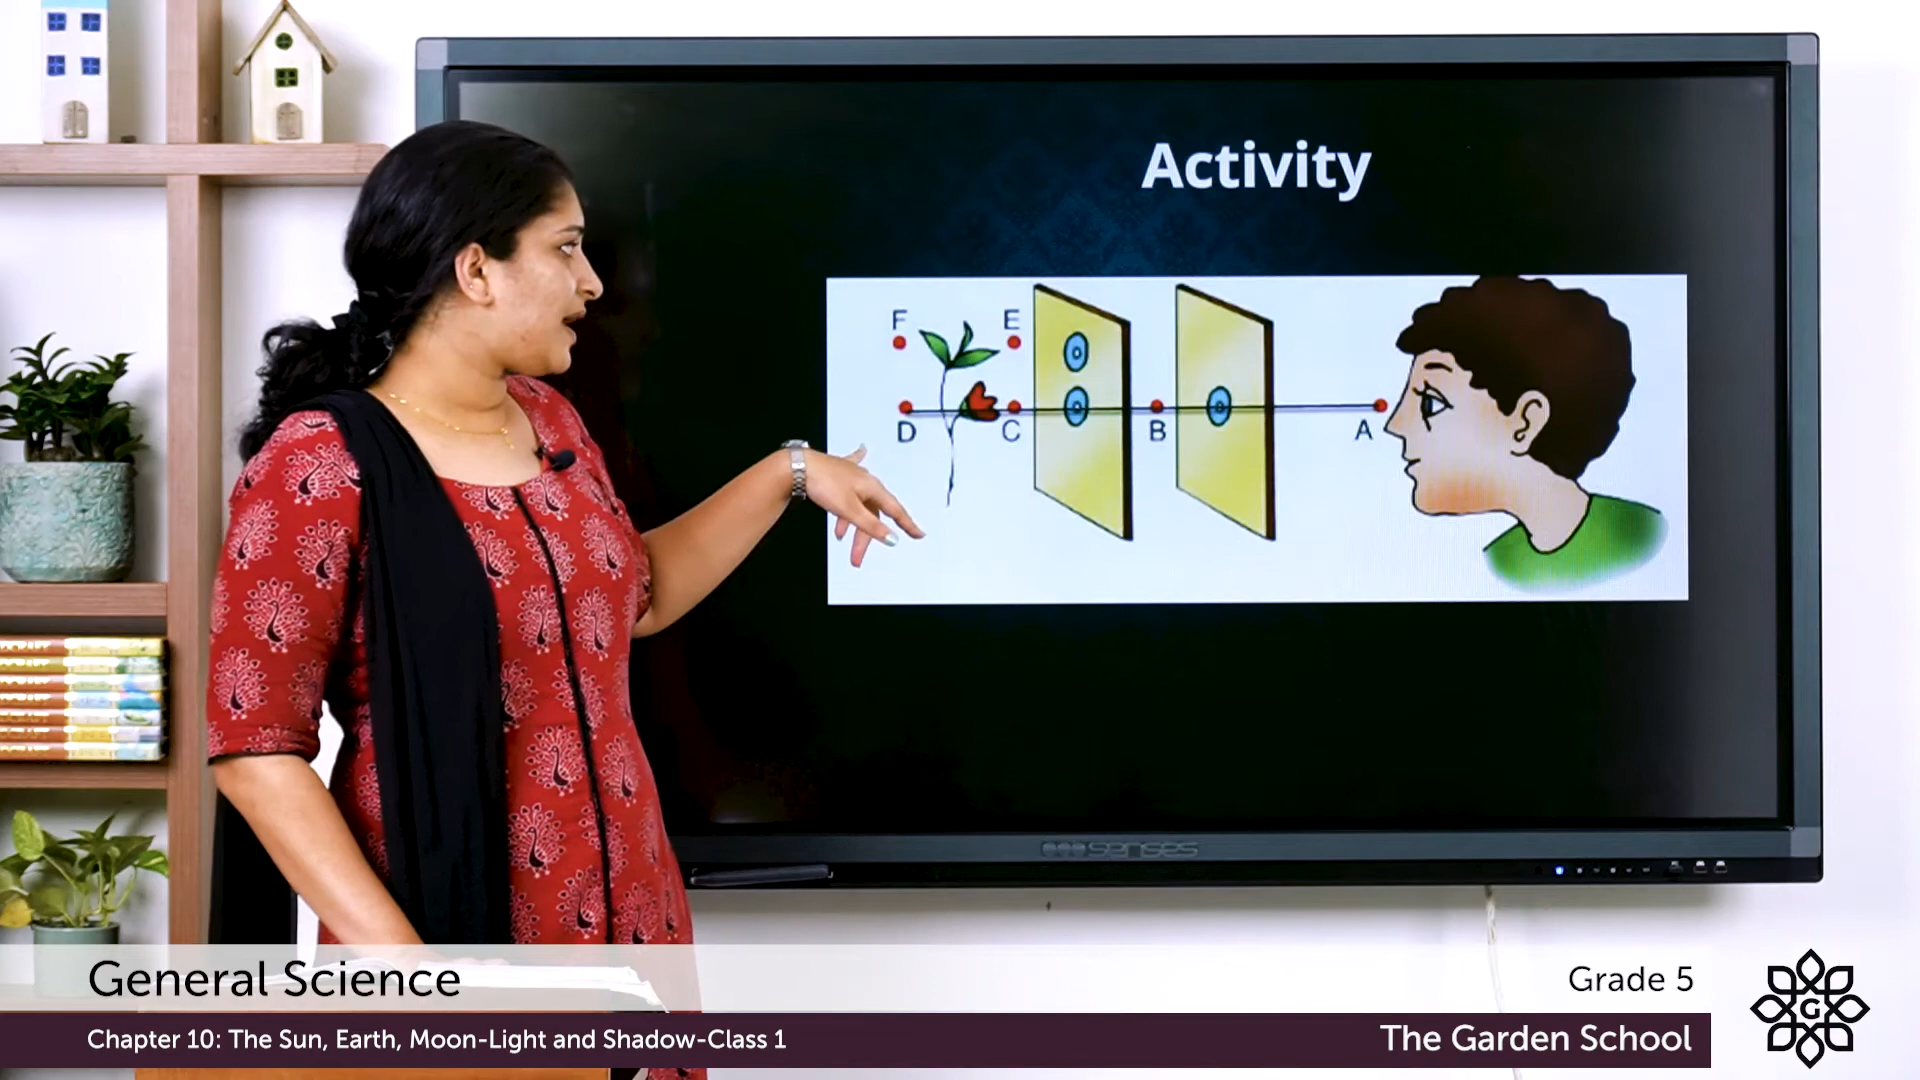 Activity
F
E
D
C
B
A
senses
General Science
Grade 5
Chapter 10: The Sun, Earth, Moon-Light and Shadow-Class 1
The Garden School
G